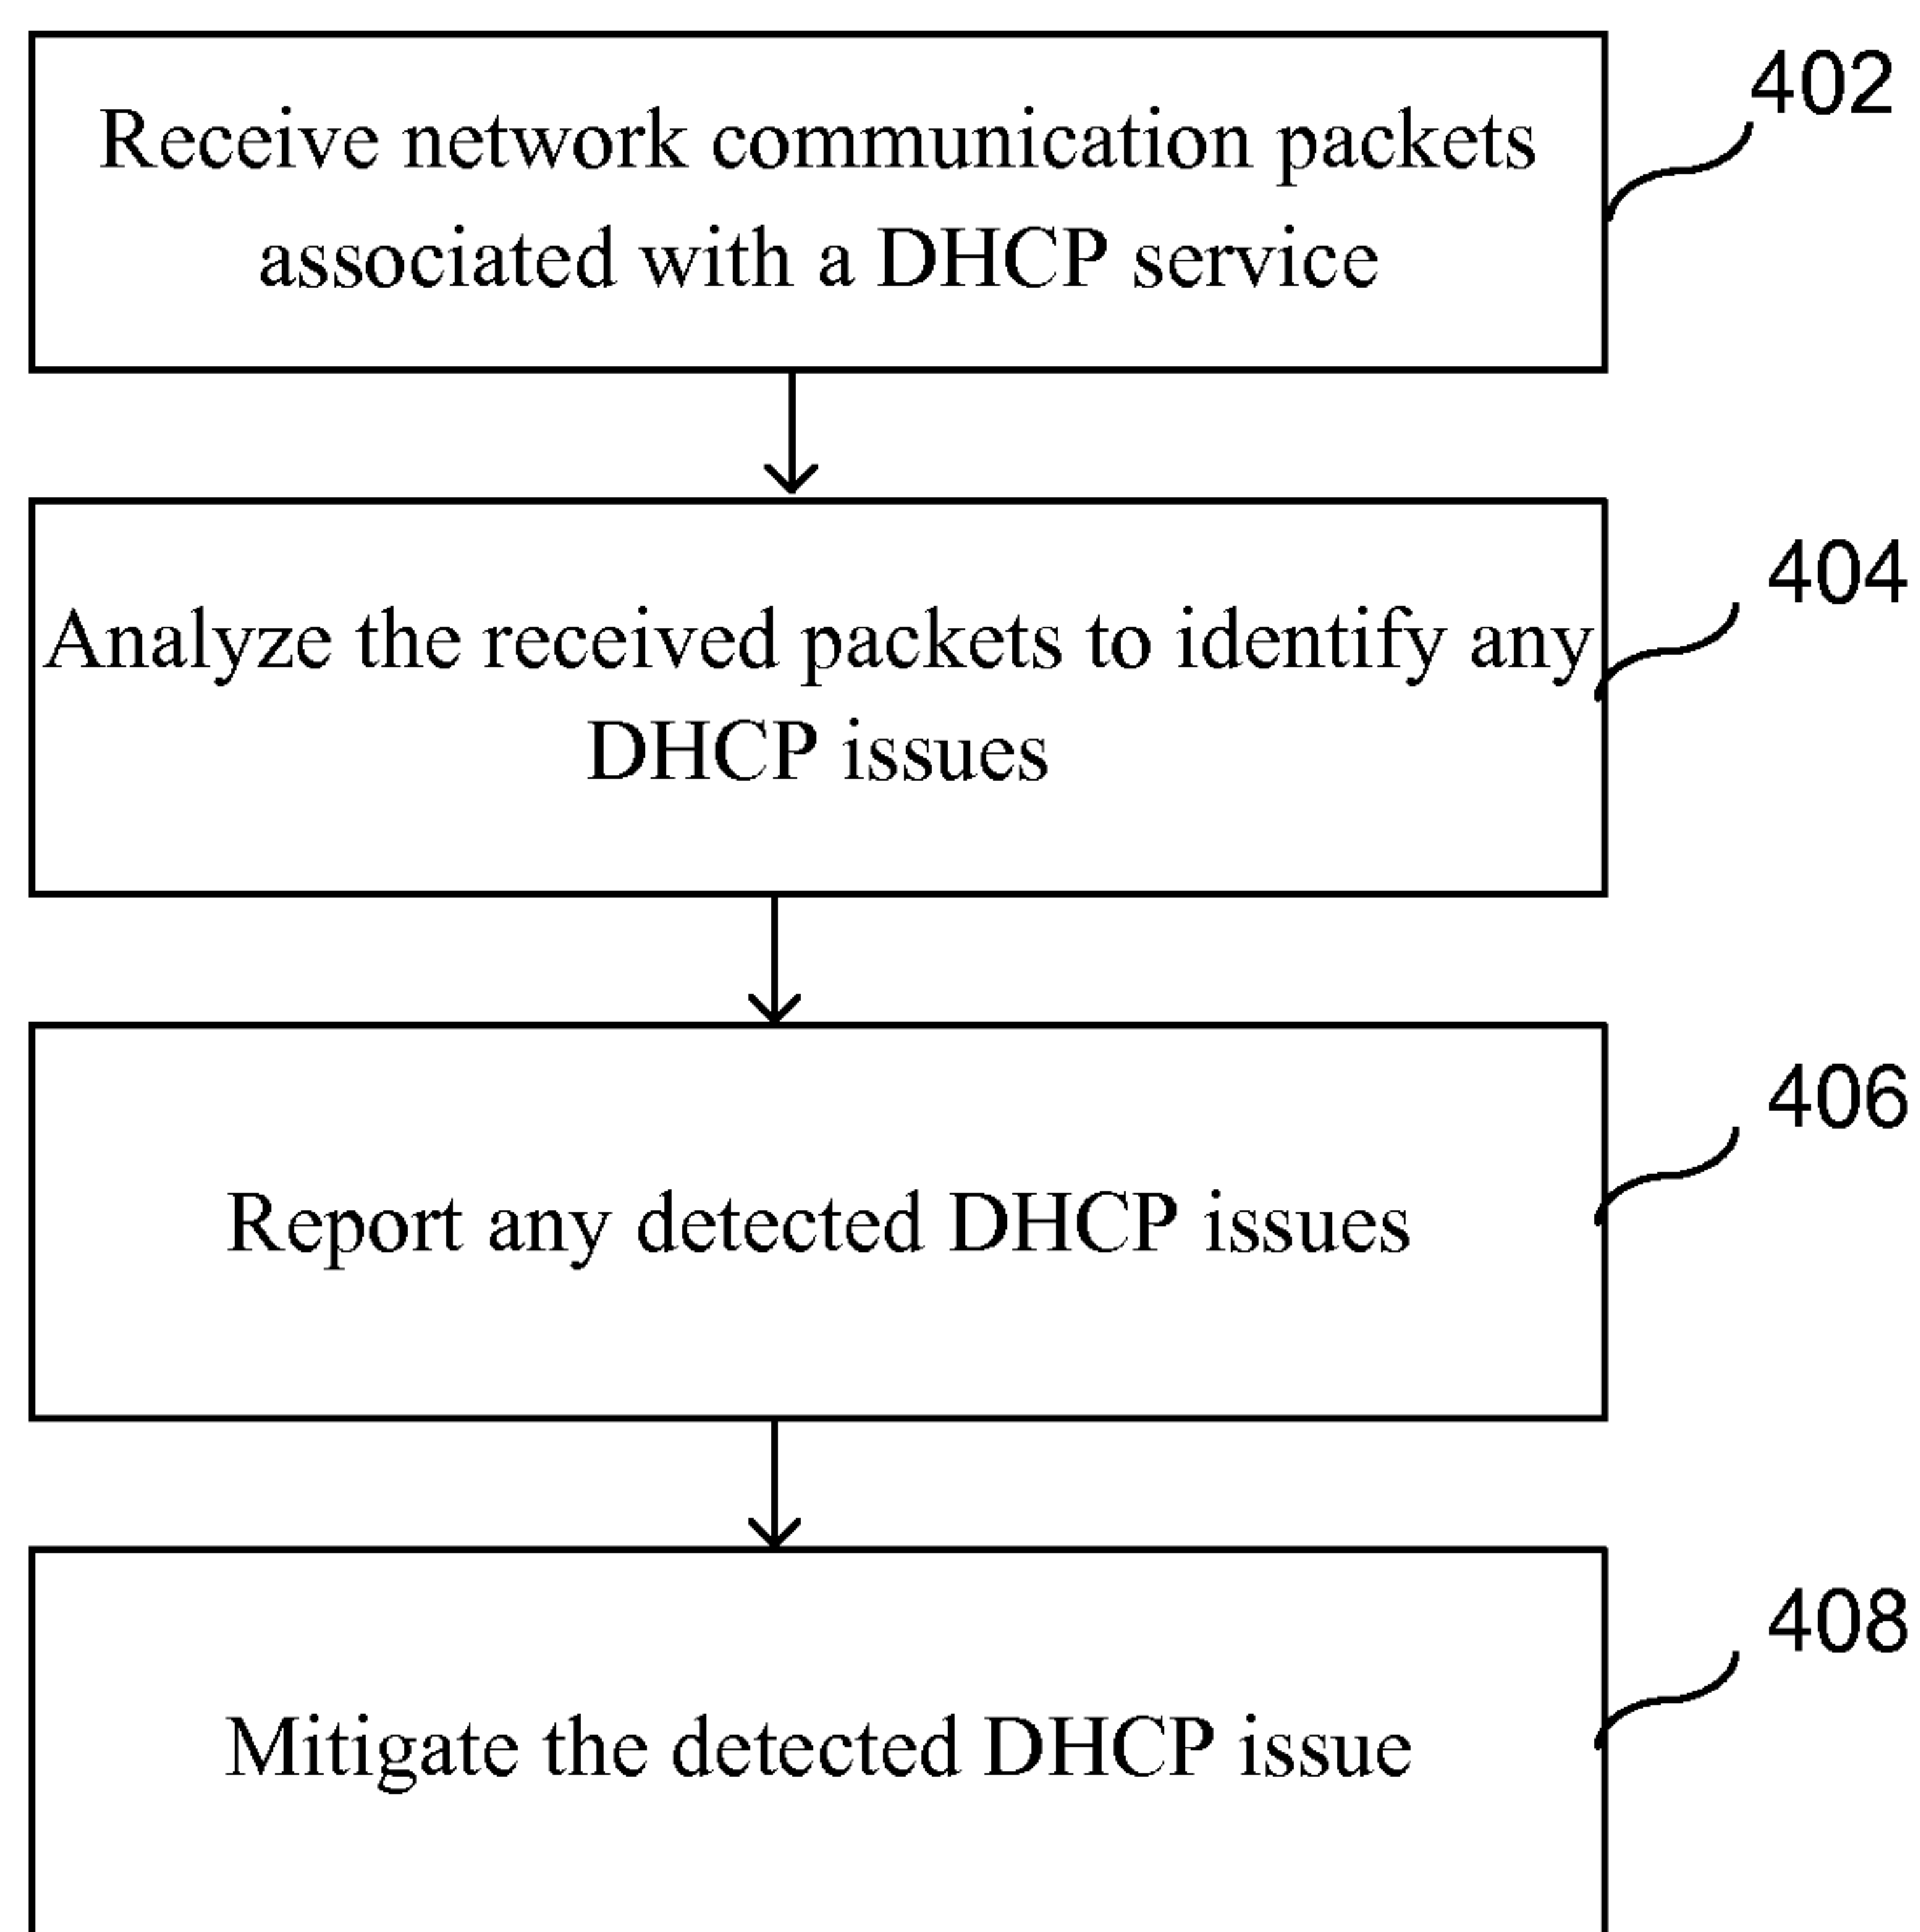 402
Receive network communication packets
associated with a DHCP service
404
Analyze the received packets to identify any
DHCP issues
406
Report any detected DHCP issues
408
Mitigate the detected DHCP issue